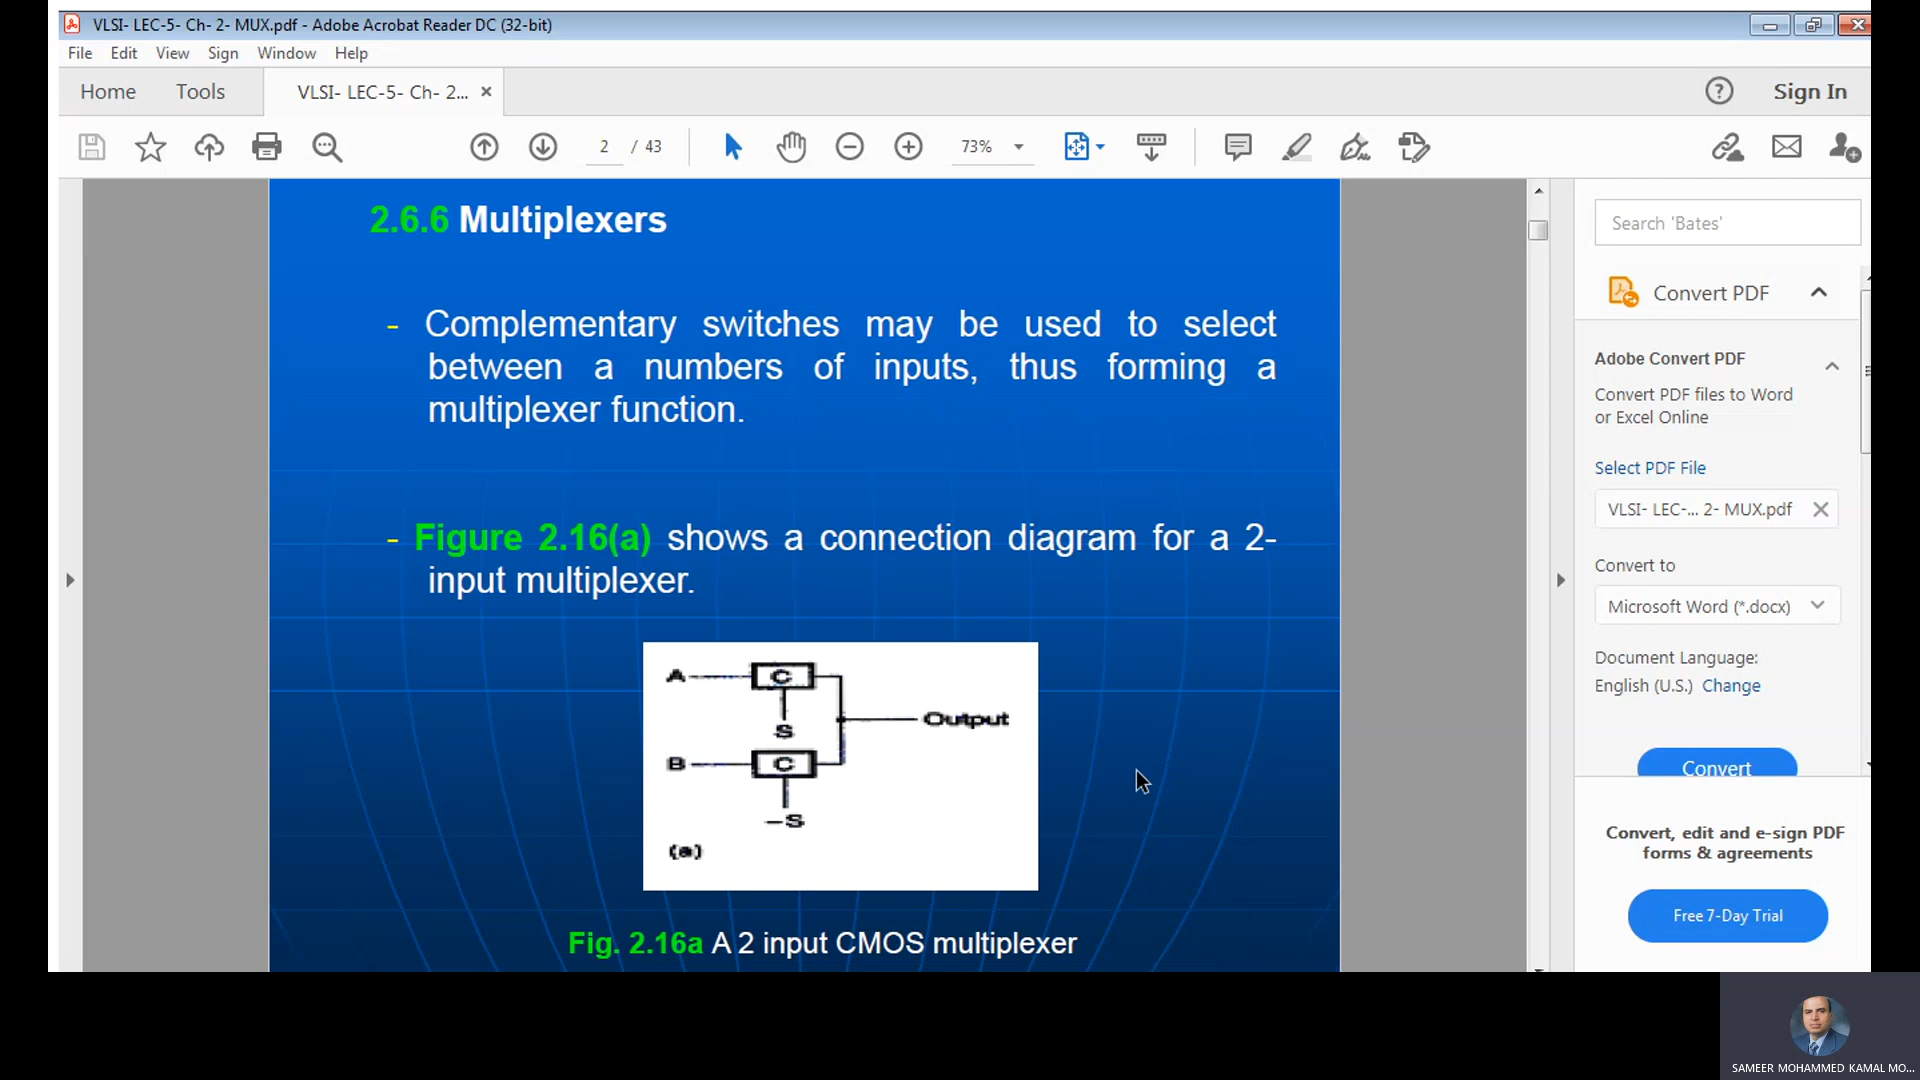 VLSI- LEC-5- Ch- 2- MUX.pdf - Adobe Acrobat Reader DC (32-bit)
File Edit View Sign Window Help
Home Tools VLSI- LEC-5- Ch- 2... × Sign In
2 / 43 73%
2.6.6 Multiplexers
- Complementary switches may be used to select
between a numbers of inputs, thus forming a
multiplexer function.
- Figure 2.16(a) shows a connection diagram for a 2-
input multiplexer.
A C
S
Output
B C
–S
(a)
Fig. 2.16a A 2 input CMOS multiplexer
Search 'Bates'
Convert PDF
Adobe Convert PDF
Convert PDF files to Word
or Excel Online
Select PDF File
VLSI- LEC-... 2- MUX.pdf
Convert to
Microsoft Word (*.docx)
Document Language:
English (U.S.) Change
Convert
Convert, edit and e-sign PDF
forms & agreements
Free 7-Day Trial
SAMEER MOHAMMED KAMAL MO...